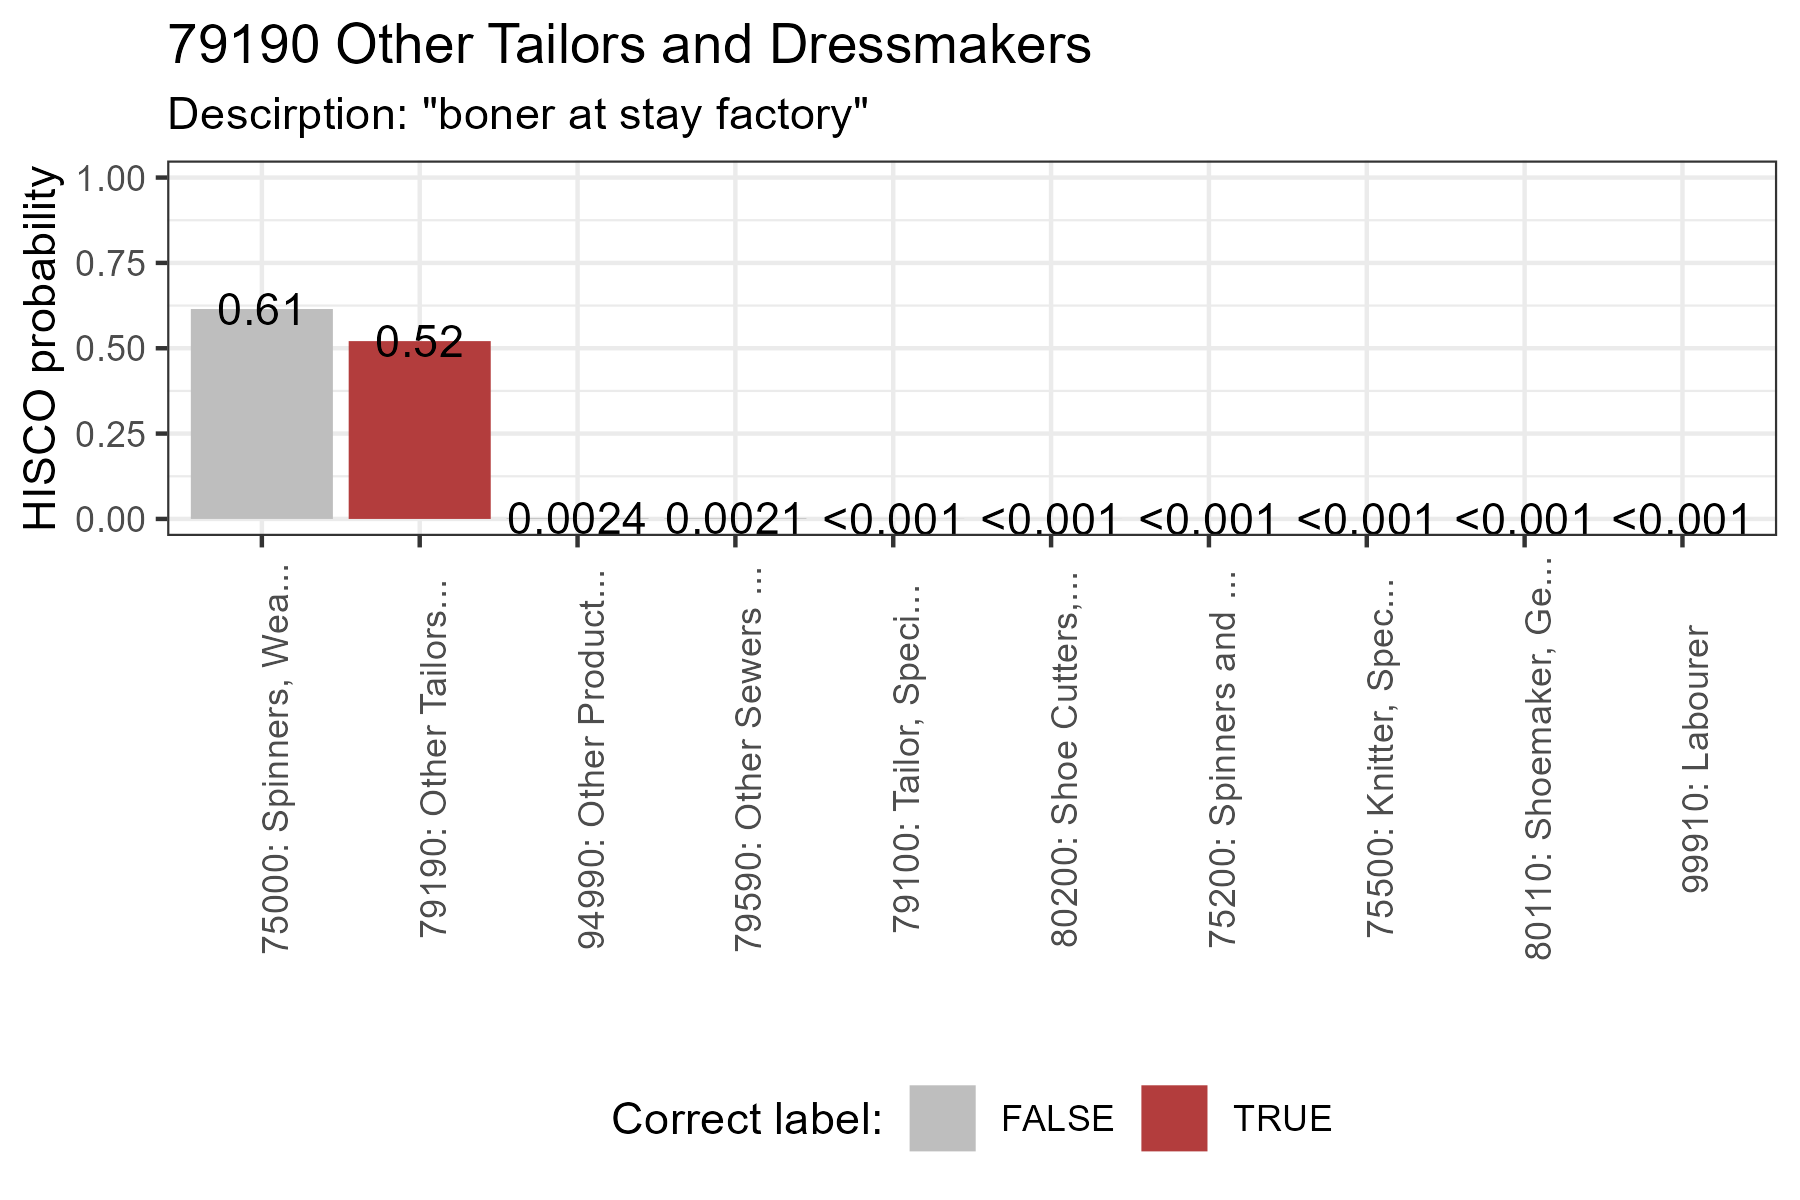 79190 Other Tailors and Dressmakers
Descirption: "boner at stay factory"
HISCO probability
1.00
0.75
0.50
0.25
0.00
0.61
0.52
0.0024
0.0021
<0.001
<0.001
<0.001
<0.001
<0.001
<0.001
75000: Spinners, Wea...
79190: Other Tailors...
94990: Other Product...
79590: Other Sewers ...
79100: Tailor, Speci...
80200: Shoe Cutters,...
75200: Spinners and ...
75500: Knitter, Spec...
80110: Shoemaker, Ge...
99910: Labourer
Correct label: FALSE TRUE